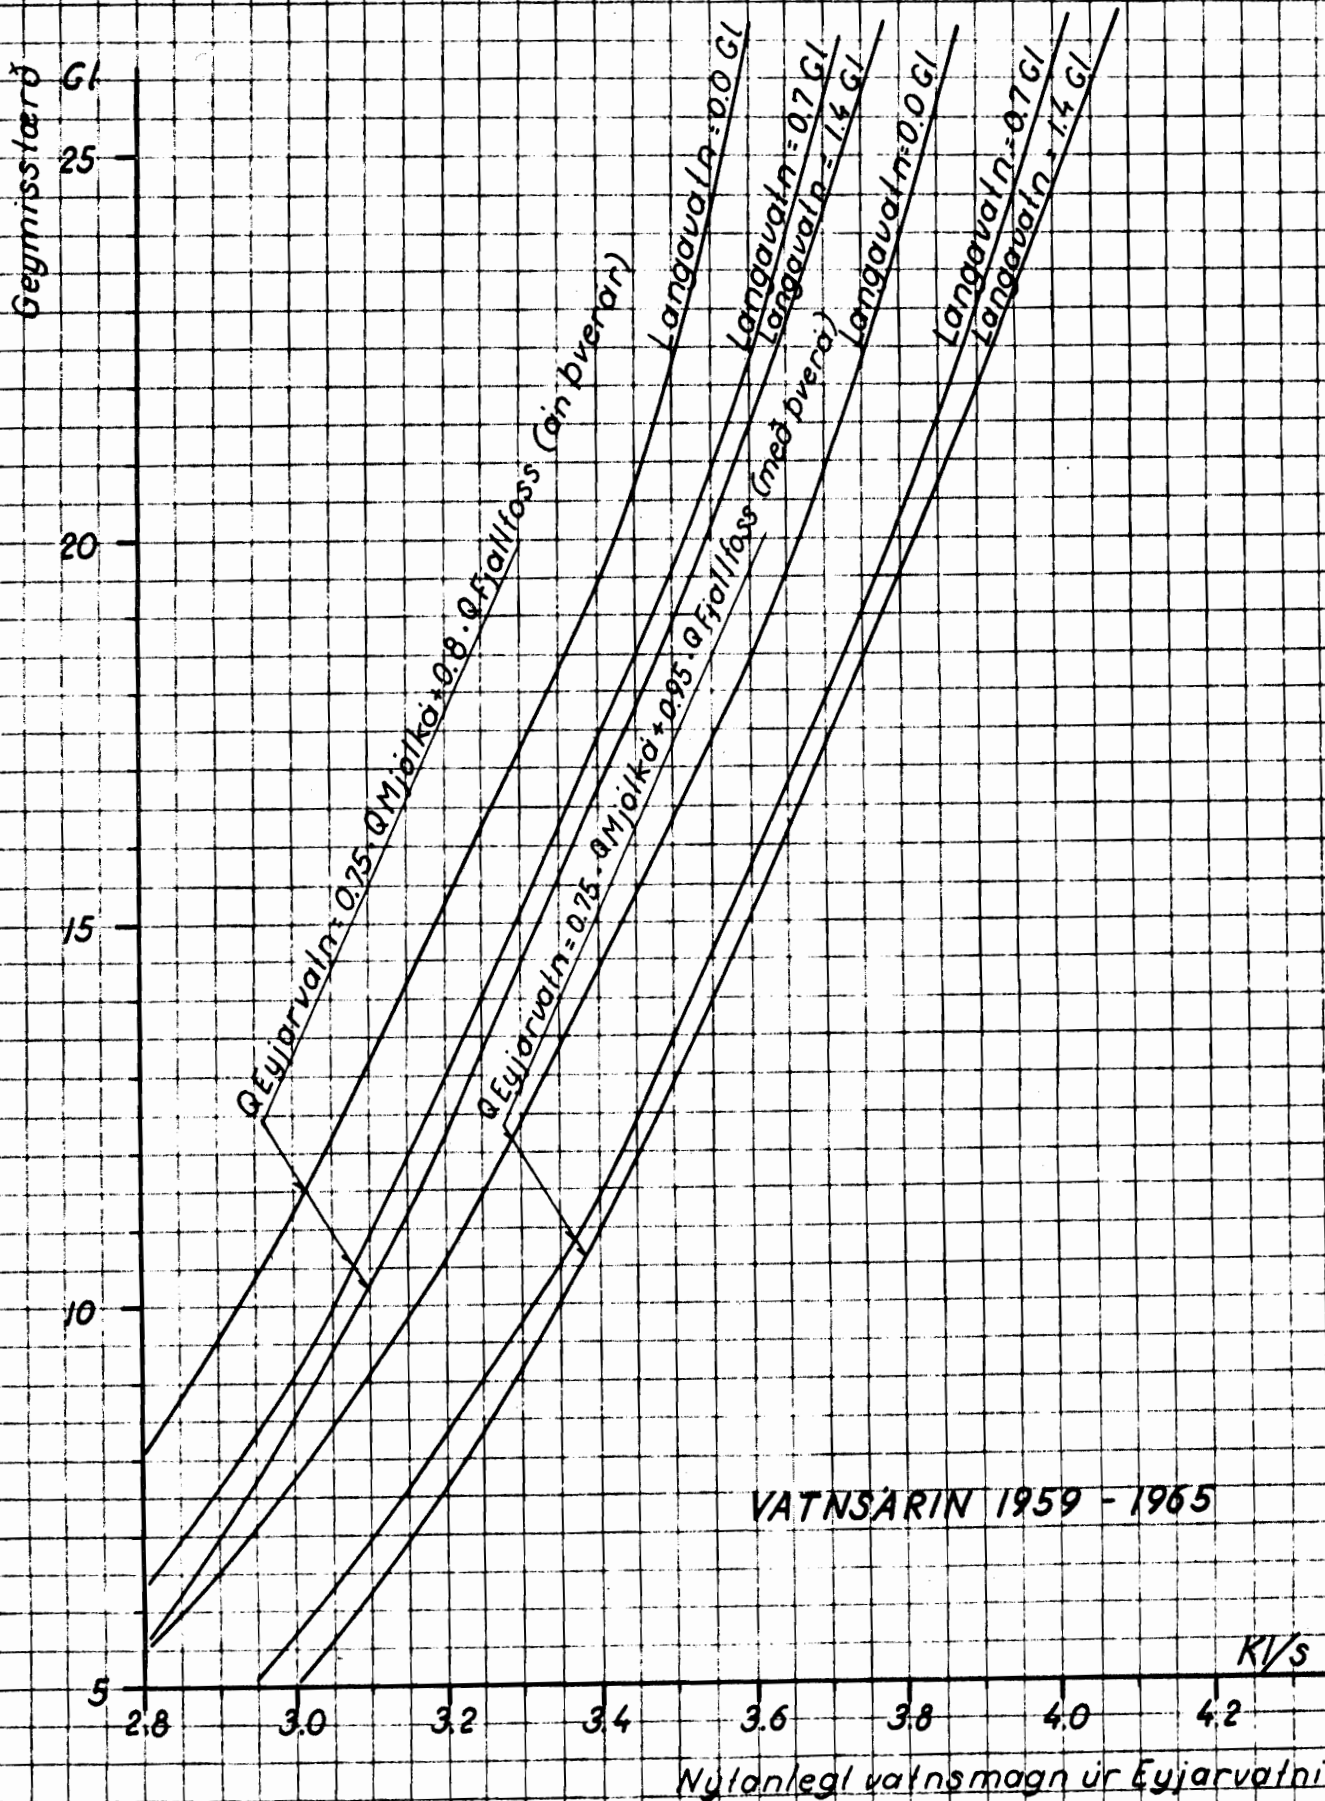 Geymisstærð
Gl
25
20
15
10
5
2.8 3.0 3.2 3.4 3.6 3.8 4.0 4.2
Kl/s
Nýtanlegt vatnsmagn úr Eyjarvatni
Langavatn = 0.0 Gl
Langavatn = 0.7 Gl
Langavatn = 1.4 Gl
Langavatn = 0.0 Gl
Langavatn = 0.7 Gl
Langavatn = 1.4 Gl
QEyjarvatn = 0.75 · QMjólká + 0.8 · QFjallfoss (án þverár)
QEyjarvatn = 0.75 · QMjólká + 0.95 · QFjallfoss (með þverá)
VATNSÁRIN 1959 - 1965